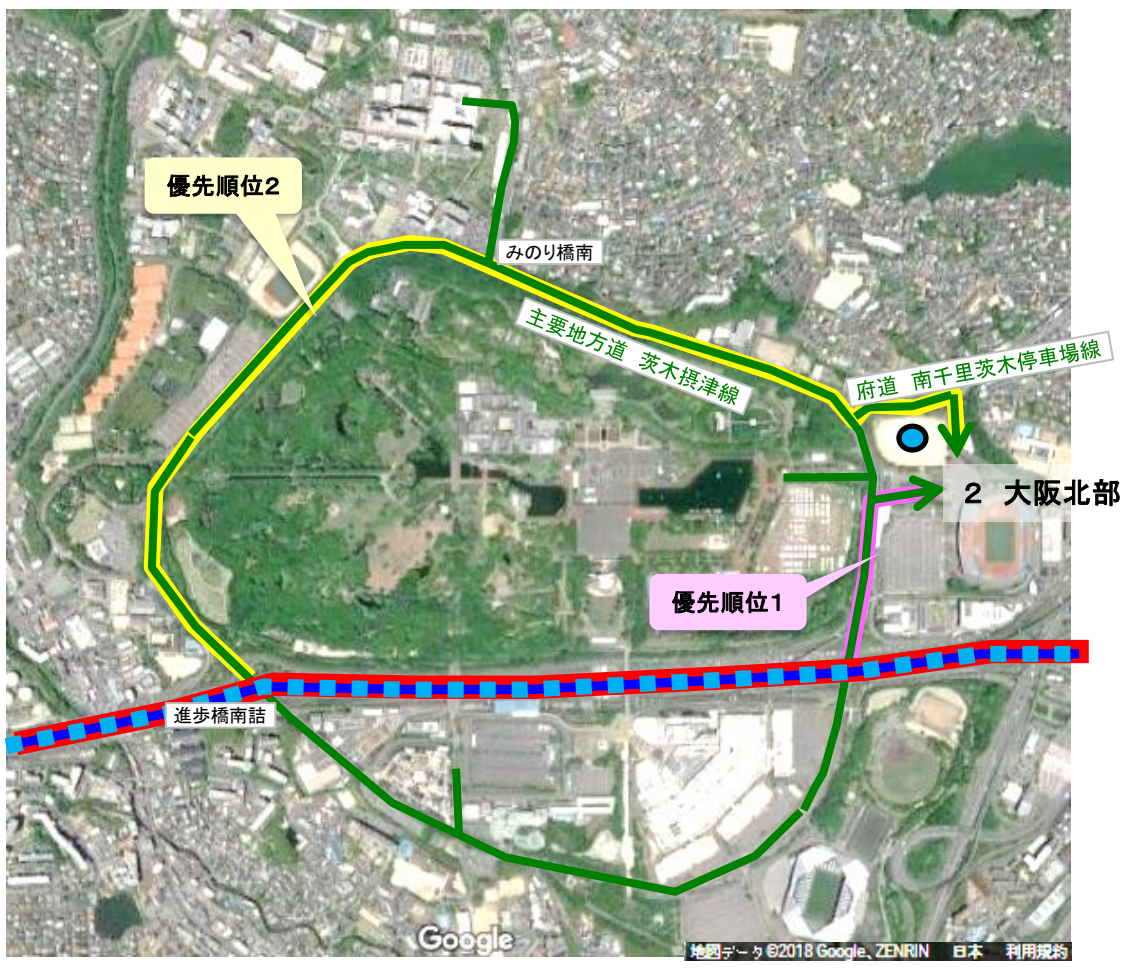 優先順位2
みのり橋南
主要地方道 茨木摂津線
府道 南千里茨木停車場線
2 大阪北部
優先順位1
進歩橋南詰
Google
地図データ ©2018 Google、ZENRIN 日本 利用規約